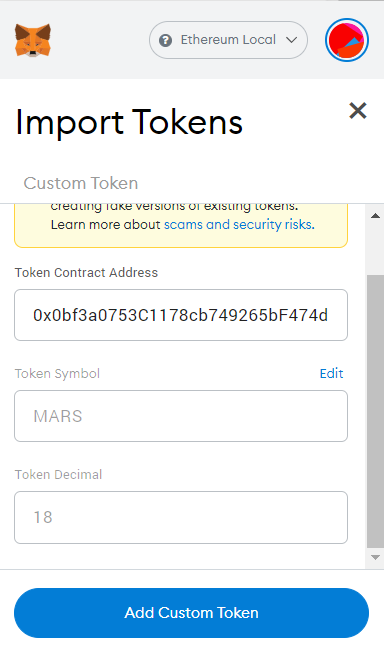 Ethereum Local
Import Tokens
Custom Token
creating fake versions of existing tokens.
Learn more about scams and security risks.
Token Contract Address
0x0bf3a0753C1178cb749265bF474d
Token Symbol
Edit
MARS
Token Decimal
18
Add Custom Token